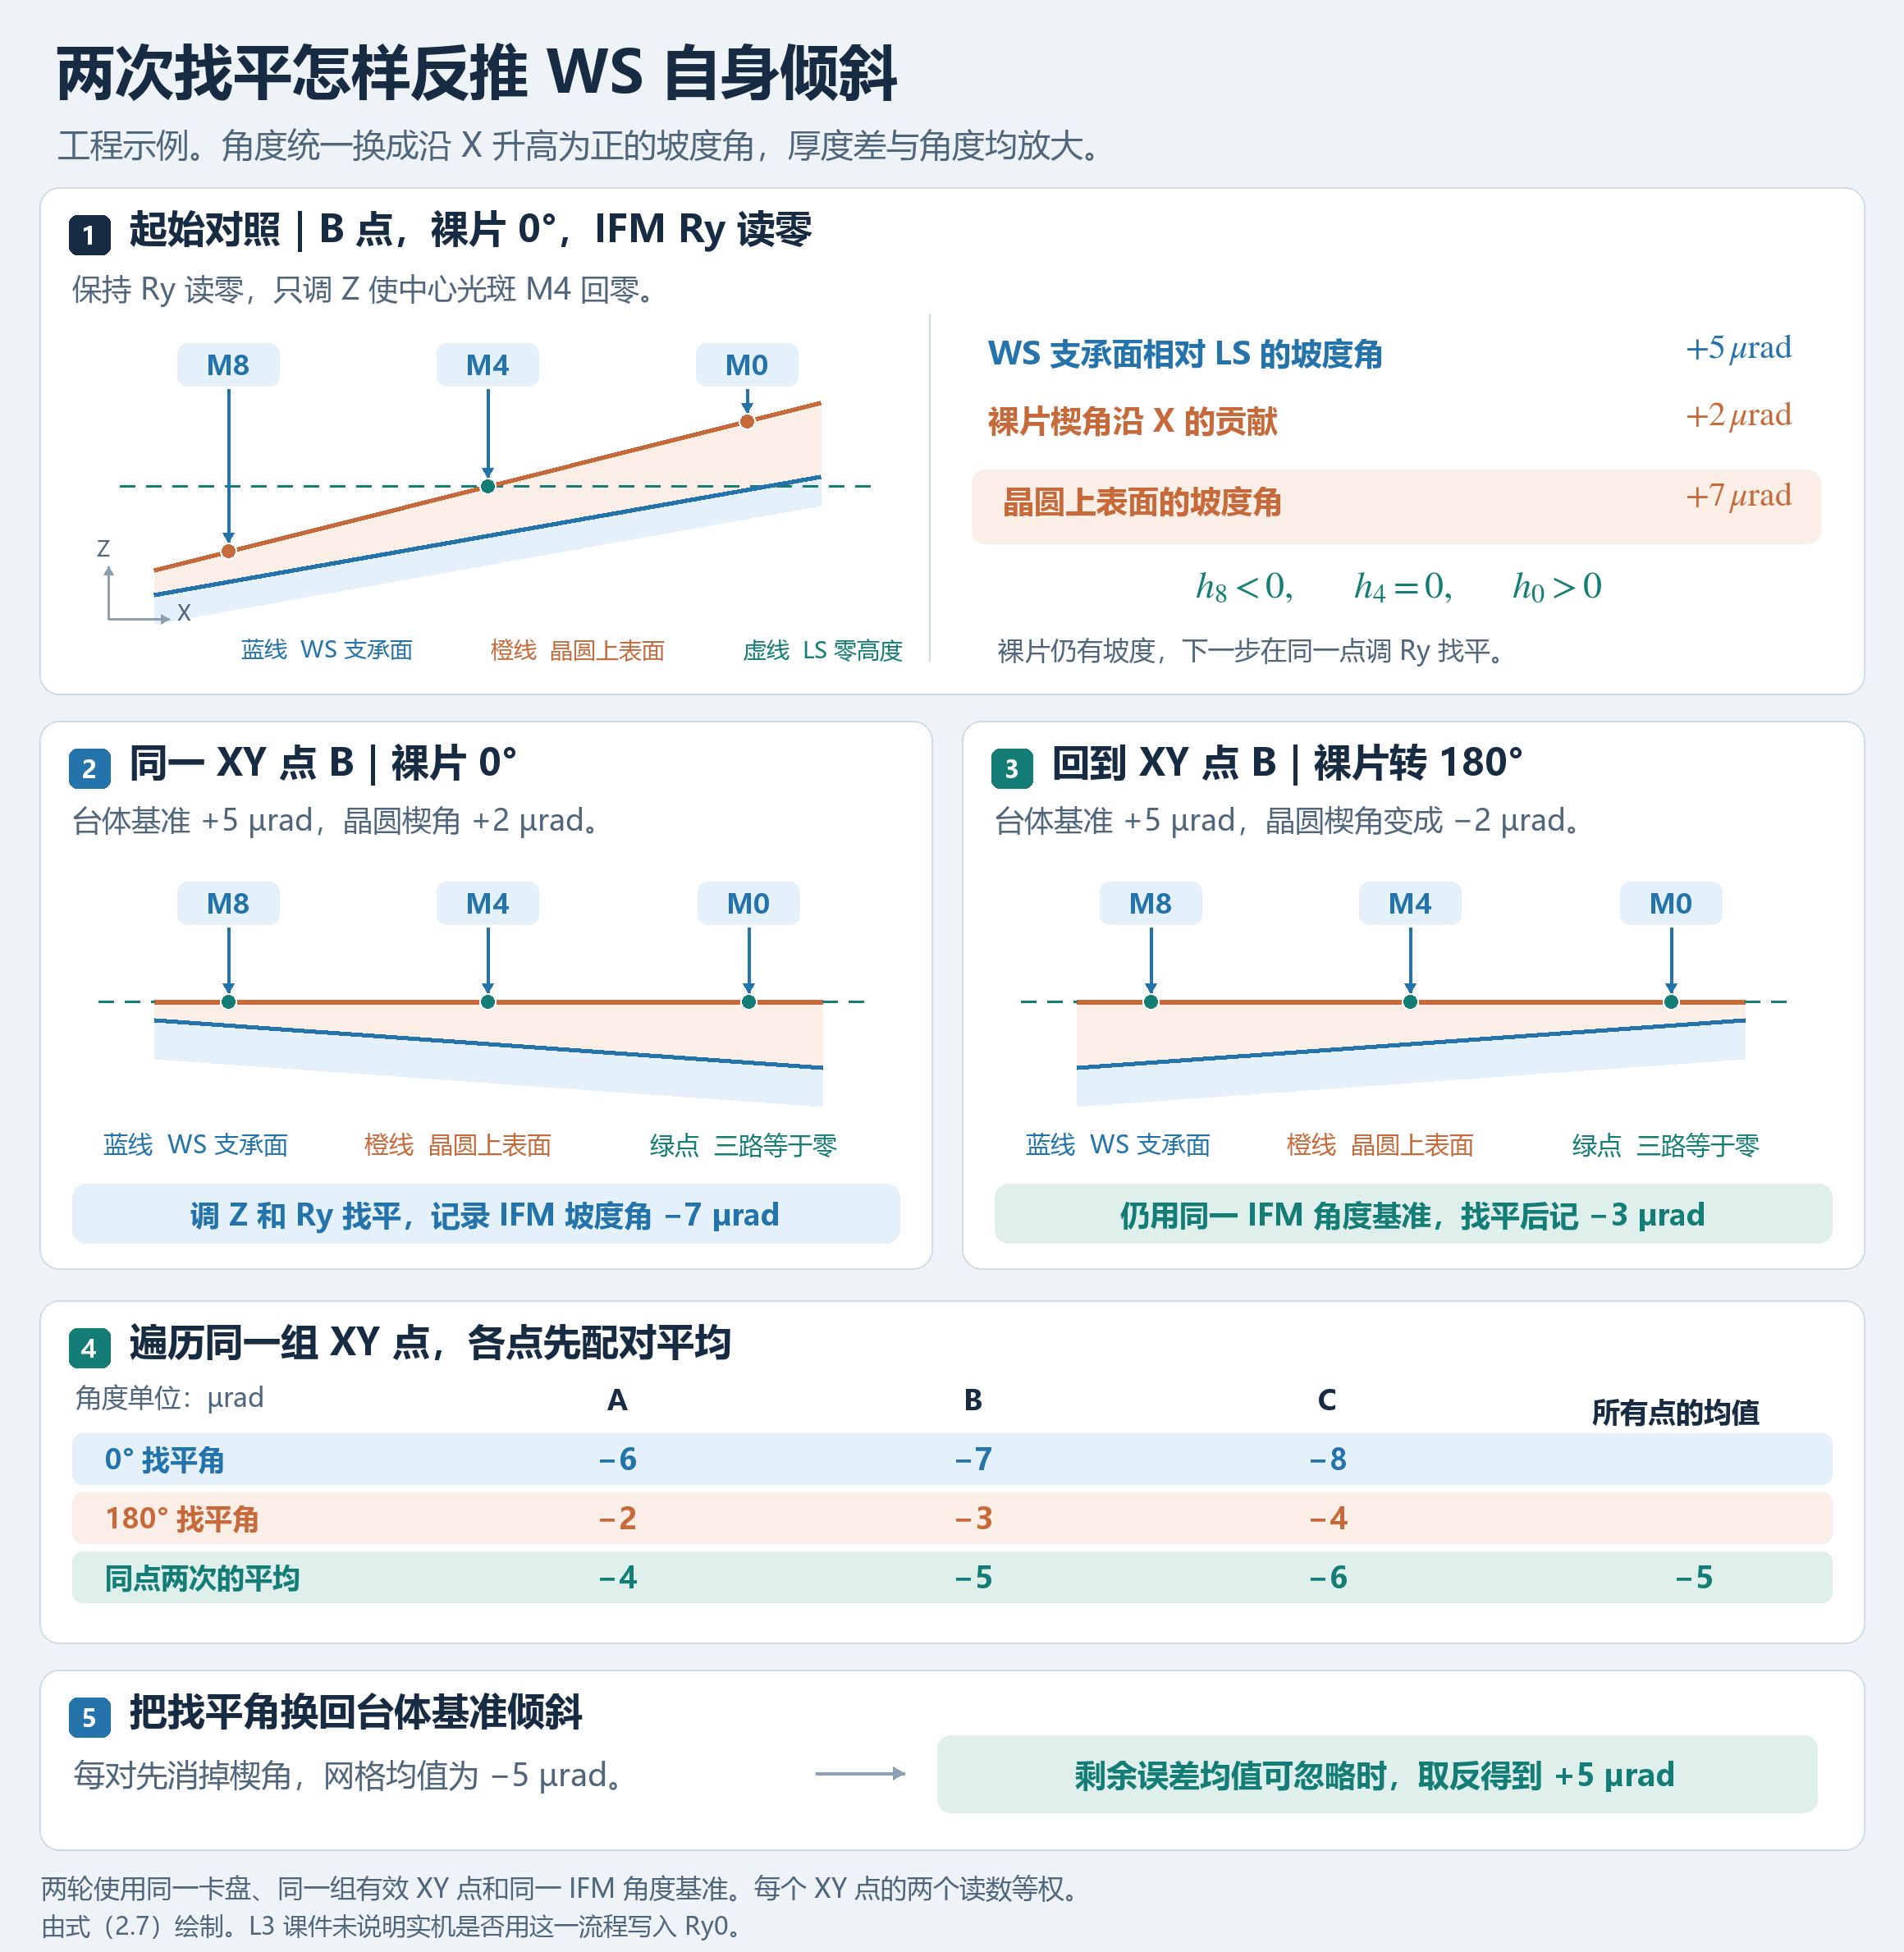 两次找平怎样反推 WS 自身倾斜
工程示例。角度统一换成沿 X 升高为正的坡度角，厚度差与角度均放大。
1 起始对照 | B 点，裸片 0°，IFM Ry 读零
保持 Ry 读零，只调 Z 使中心光斑 M4 回零。
M8 M4 M0
Z
X
蓝线 WS 支承面 橙线 晶圆上表面 虚线 LS 零高度
WS 支承面相对 LS 的坡度角 +5 μrad
裸片楔角沿 X 的贡献 +2 μrad
晶圆上表面的坡度角 +7 μrad
h₈ < 0, h₄ = 0, h₀ > 0
裸片仍有坡度，下一步在同一点调 Ry 找平。
2 同一 XY 点 B | 裸片 0°
台体基准 +5 μrad，晶圆楔角 +2 μrad。
M8 M4 M0
蓝线 WS 支承面 橙线 晶圆上表面 绿点 三路等于零
调 Z 和 Ry 找平，记录 IFM 坡度角 −7 μrad
3 回到 XY 点 B | 裸片转 180°
台体基准 +5 μrad，晶圆楔角变成 −2 μrad。
M8 M4 M0
蓝线 WS 支承面 橙线 晶圆上表面 绿点 三路等于零
仍用同一 IFM 角度基准，找平后记 −3 μrad
4 遍历同一组 XY 点，各点先配对平均
角度单位：μrad A B C 所有点的均值
0° 找平角 −6 −7 −8
180° 找平角 −2 −3 −4
同点两次的平均 −4 −5 −6 −5
5 把找平角换回台体基准倾斜
每对先消掉楔角，网格均值为 −5 μrad。
剩余误差均值可忽略时，取反得到 +5 μrad
两轮使用同一卡盘、同一组有效 XY 点和同一 IFM 角度基准。每个 XY 点的两个读数等权。
由式（2.7）绘制。L3 课件未说明实机是否用这一流程写入 Ry0。